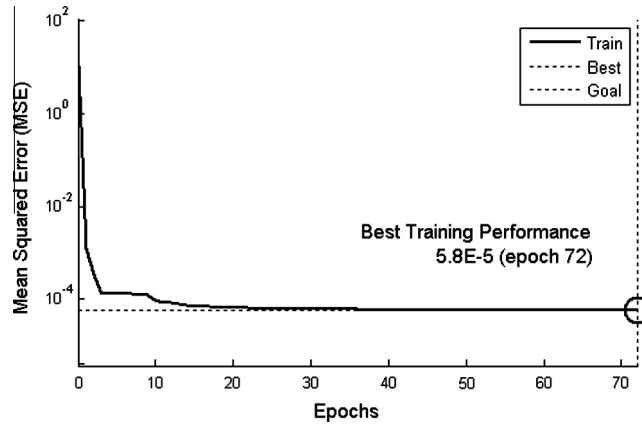 10^2
10^0
10^-2
10^-4
Mean Squared Error (MSE)
Train
Best
Goal
Best Training Performance
5.8E-5 (epoch 72)
0 10 20 30 40 50 60 70
Epochs